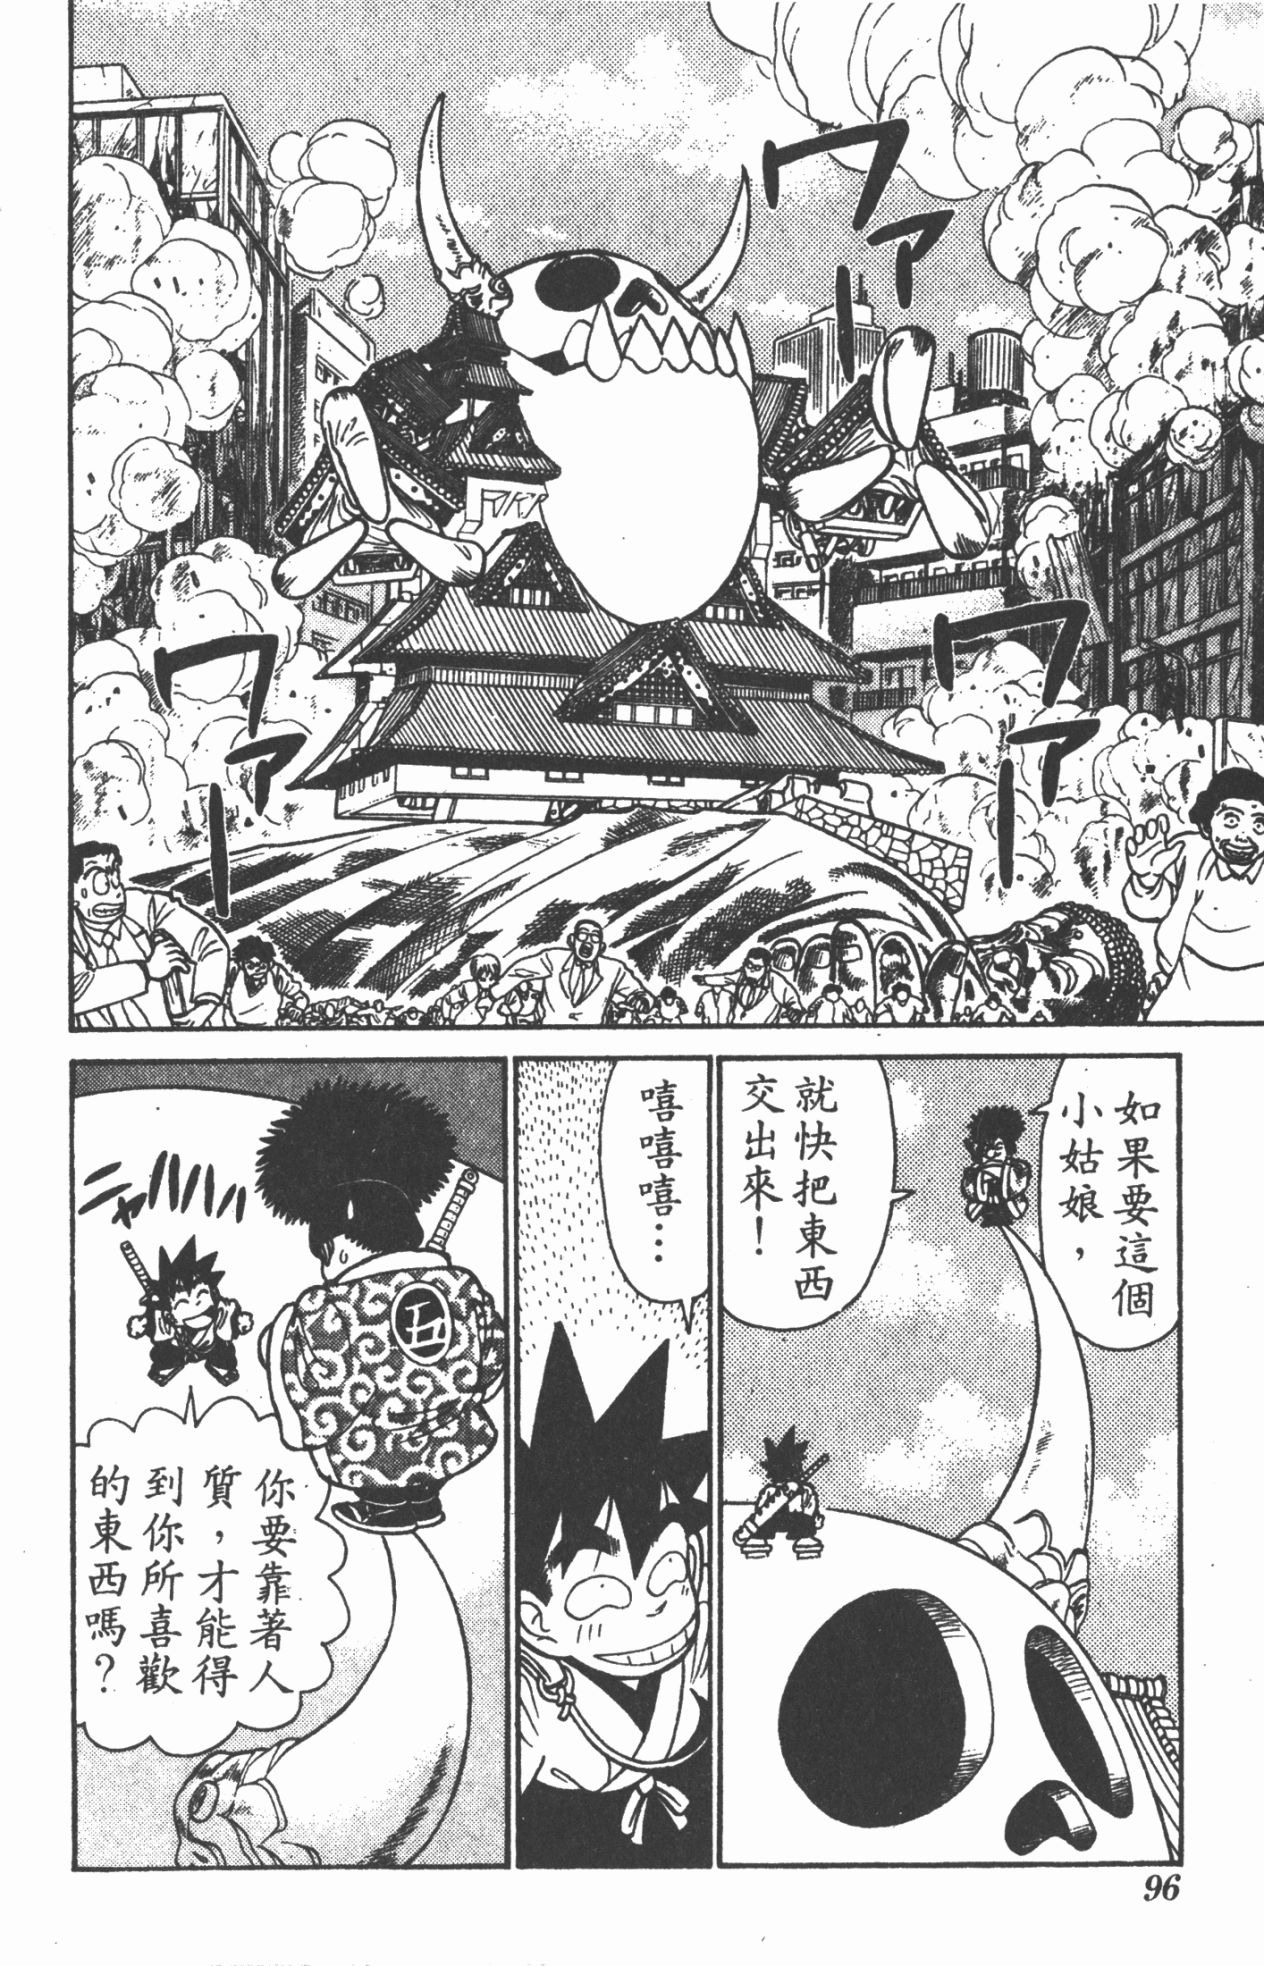 ワァー
ワァー
ワァー
如果要這個
小姑娘，
就快把東西
交出來！
嘻嘻嘻…
ニャハハハ
五
你要靠著人
質，才能得
到你所喜歡
的東西嗎？
96